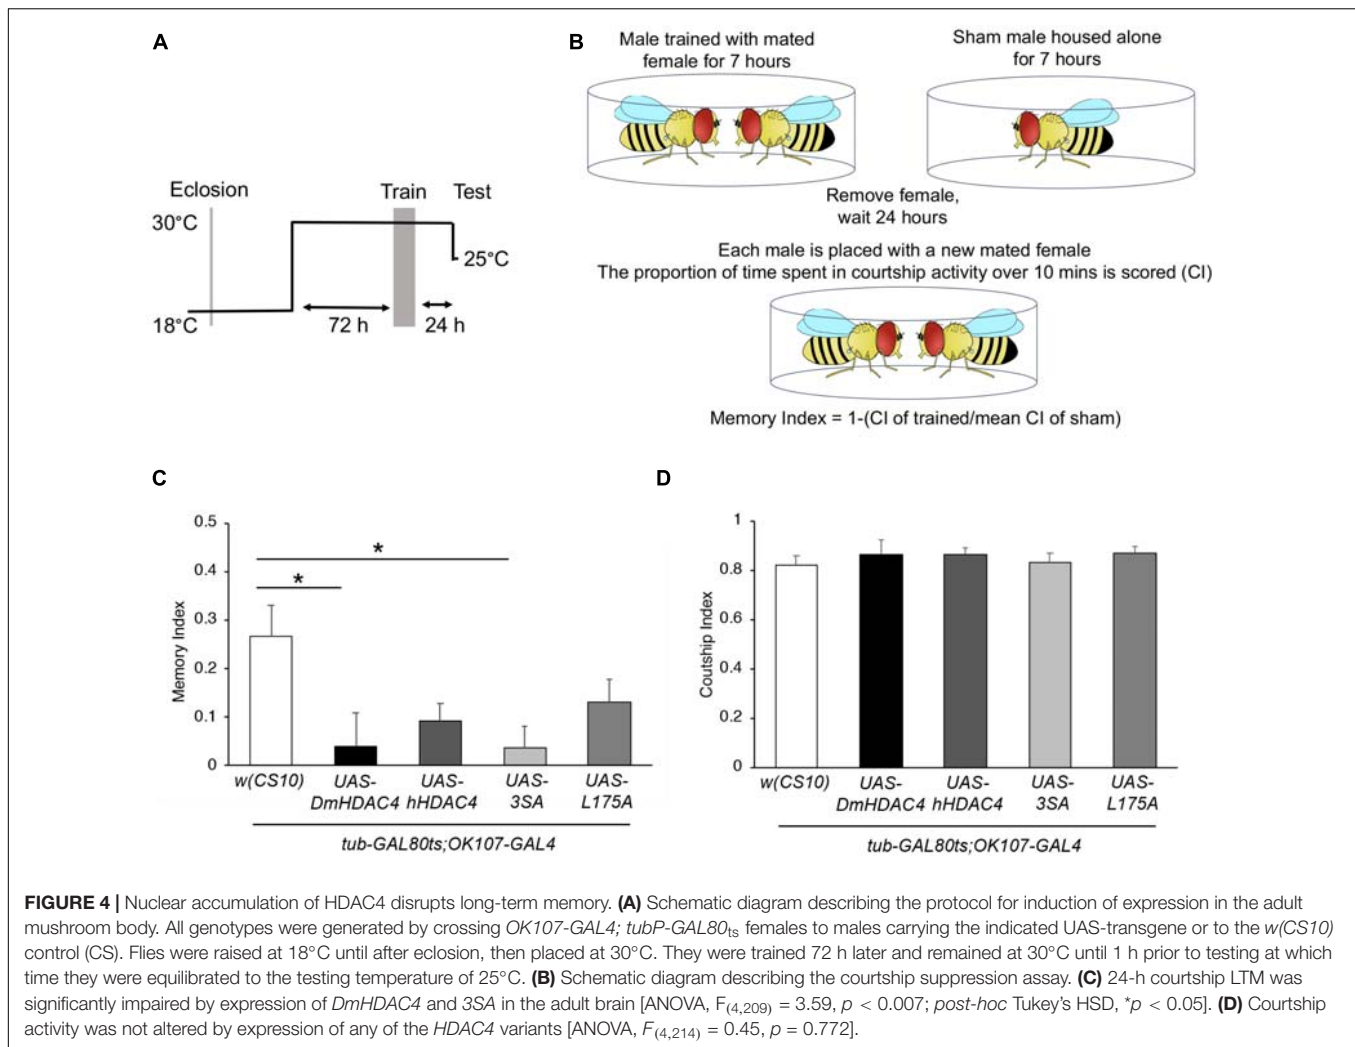 A
Eclosion
Train
Test
30°C
25°C
18°C
72 h
24 h
B
Male trained with mated
female for 7 hours
Sham male housed alone
for 7 hours
Remove female,
wait 24 hours
Each male is placed with a new mated female
The proportion of time spent in courtship activity over 10 mins is scored (CI)
Memory Index = 1-(CI of trained/mean CI of sham)
C
Memory Index
0.5
0.4
0.3
0.2
0.1
0
*
*
w(CS10)
UAS-
DmHDAC4
UAS-
hHDAC4
UAS-
3SA
UAS-
L175A
tub-GAL80ts;OK107-GAL4
D
Coutship Index
1
0.8
0.6
0.4
0.2
0
w(CS10)
UAS-
DmHDAC4
UAS-
hHDAC4
UAS-
3SA
UAS-
L175A
tub-GAL80ts;OK107-GAL4
FIGURE 4 | Nuclear accumulation of HDAC4 disrupts long-term memory. (A) Schematic diagram describing the protocol for induction of expression in the adult
mushroom body. All genotypes were generated by crossing OK107-GAL4; tubP-GAL80ts females to males carrying the indicated UAS-transgene or to the w(CS10)
control (CS). Flies were raised at 18°C until after eclosion, then placed at 30°C. They were trained 72 h later and remained at 30°C until 1 h prior to testing at which
time they were equilibrated to the testing temperature of 25°C. (B) Schematic diagram describing the courtship suppression assay. (C) 24-h courtship LTM was
significantly impaired by expression of DmHDAC4 and 3SA in the adult brain [ANOVA, F(4,209) = 3.59, p < 0.007; post-hoc Tukey's HSD, *p < 0.05]. (D) Courtship
activity was not altered by expression of any of the HDAC4 variants [ANOVA, F(4,214) = 0.45, p = 0.772].